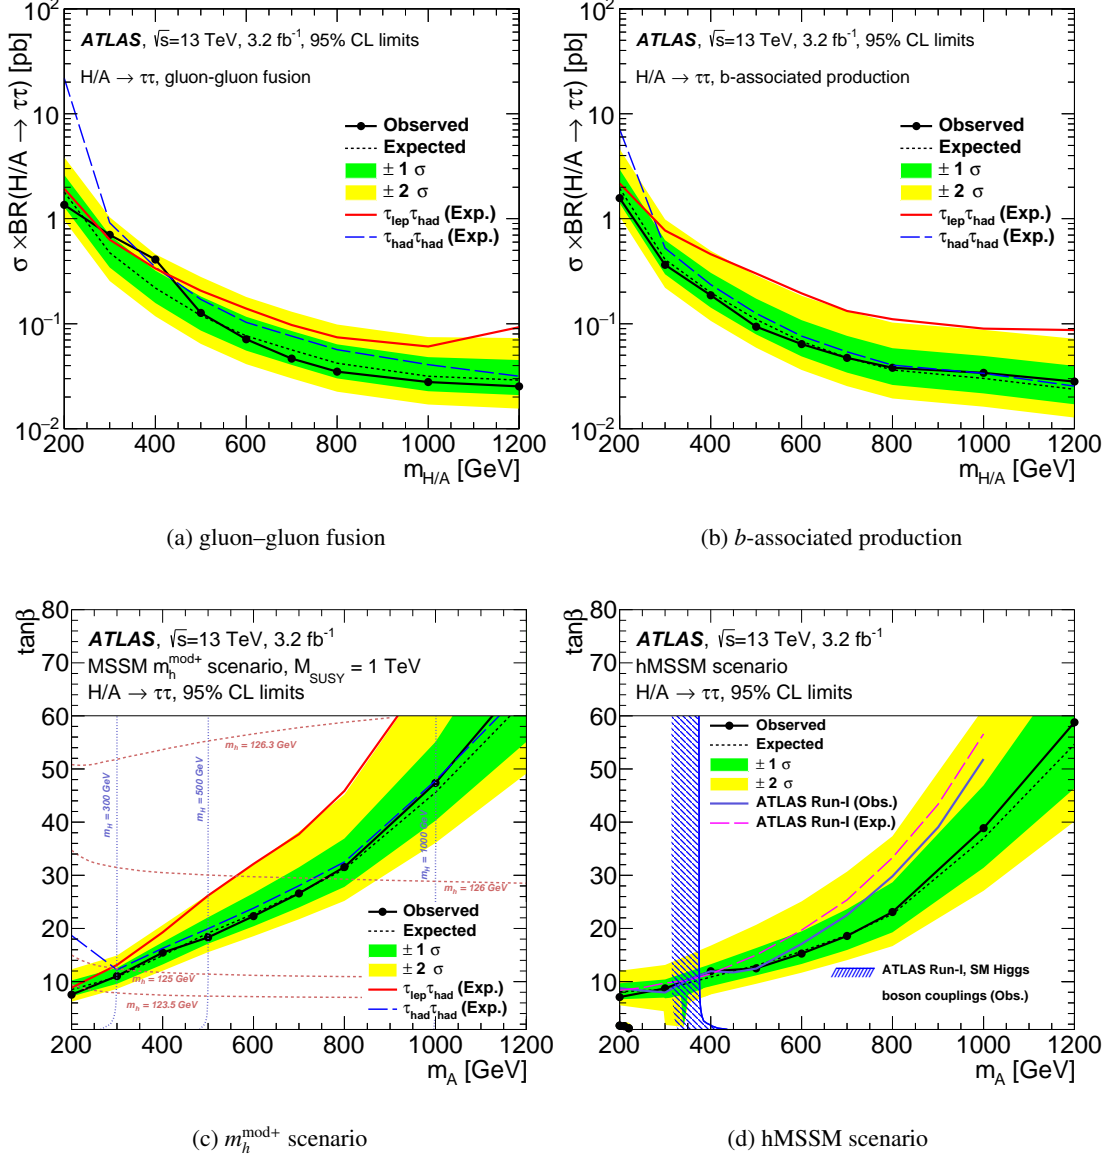 ATLAS, √s=13 TeV, 3.2 fb⁻¹, 95% CL limits
H/A → ττ, gluon-gluon fusion
Observed
Expected
± 1 σ
± 2 σ
τlepτhad (Exp.)
τhadτhad (Exp.)
σ ×BR(H/A → ττ) [pb]
10²
10
1
10⁻¹
10⁻²
200 400 600 800 1000 1200
mH/A [GeV]
(a) gluon–gluon fusion
ATLAS, √s=13 TeV, 3.2 fb⁻¹, 95% CL limits
H/A → ττ, b-associated production
Observed
Expected
± 1 σ
± 2 σ
τlepτhad (Exp.)
τhadτhad (Exp.)
σ ×BR(H/A → ττ) [pb]
10²
10
1
10⁻¹
10⁻²
200 400 600 800 1000 1200
mH/A [GeV]
(b) b-associated production
ATLAS, √s=13 TeV, 3.2 fb⁻¹
MSSM mh^mod+ scenario, MSUSY = 1 TeV
H/A → ττ, 95% CL limits
tanβ
80
70
60
50
40
30
20
10
mh = 126.3 GeV
mH = 300 GeV
mH = 500 GeV
mH = 1000 GeV
mh = 126 GeV
mh = 125 GeV
mh = 123.5 GeV
Observed
Expected
± 1 σ
± 2 σ
τlepτhad (Exp.)
τhadτhad (Exp.)
200 400 600 800 1000 1200
mA [GeV]
(c) mh^mod+ scenario
ATLAS, √s=13 TeV, 3.2 fb⁻¹
hMSSM scenario
H/A → ττ, 95% CL limits
tanβ
80
70
60
50
40
30
20
10
Observed
Expected
± 1 σ
± 2 σ
ATLAS Run-I (Obs.)
ATLAS Run-I (Exp.)
ATLAS Run-I, SM Higgs
boson couplings (Obs.)
200 400 600 800 1000 1200
mA [GeV]
(d) hMSSM scenario